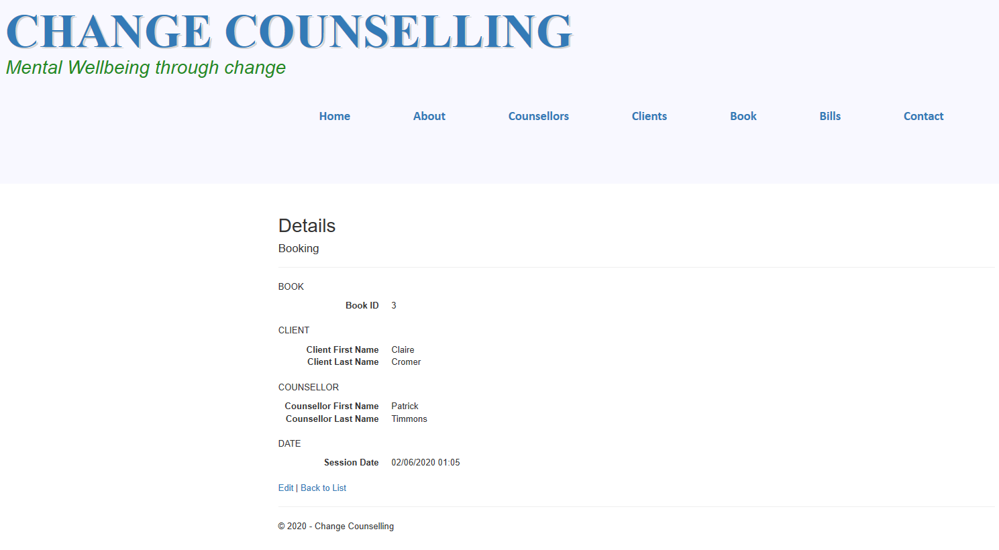 CHANGE COUNSELLING
Mental Wellbeing through change
Home About Counsellors Clients Book Bills Contact
Details
Booking
BOOK
Book ID 3
CLIENT
Client First Name Claire
Client Last Name Cromer
COUNSELLOR
Counsellor First Name Patrick
Counsellor Last Name Timmons
DATE
Session Date 02/06/2020 01:05
Edit | Back to List
© 2020 - Change Counselling